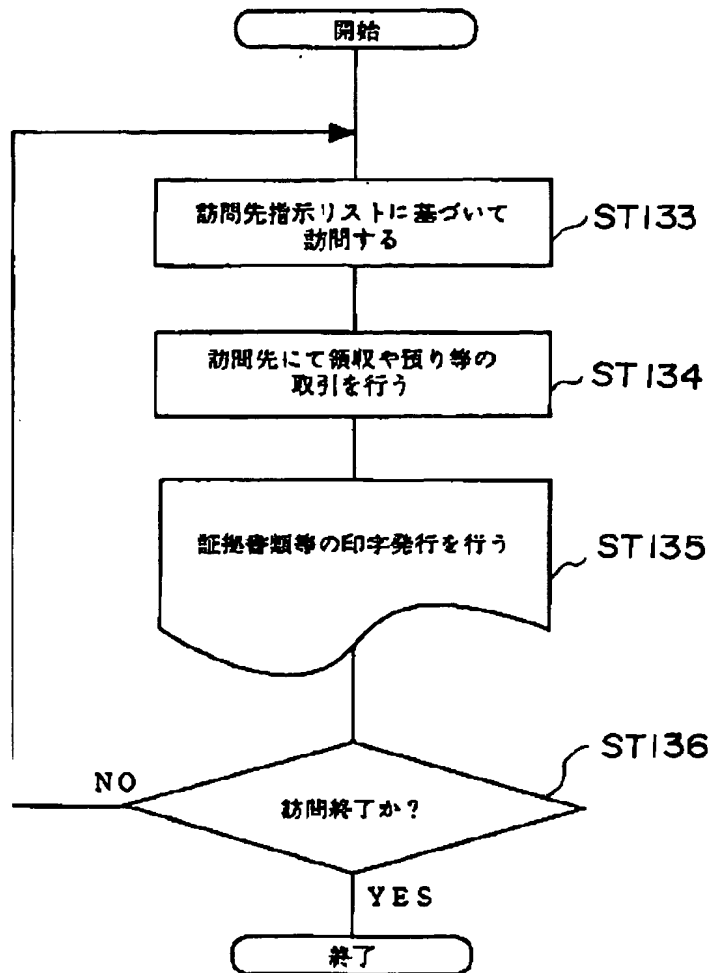 開始
訪問先指示リストに基づいて
訪問する
ST133
訪問先にて領収や預り等の
取引を行う
ST134
証拠書類等の印字発行を行う
ST135
訪問終了か？
ST136
NO
YES
終了